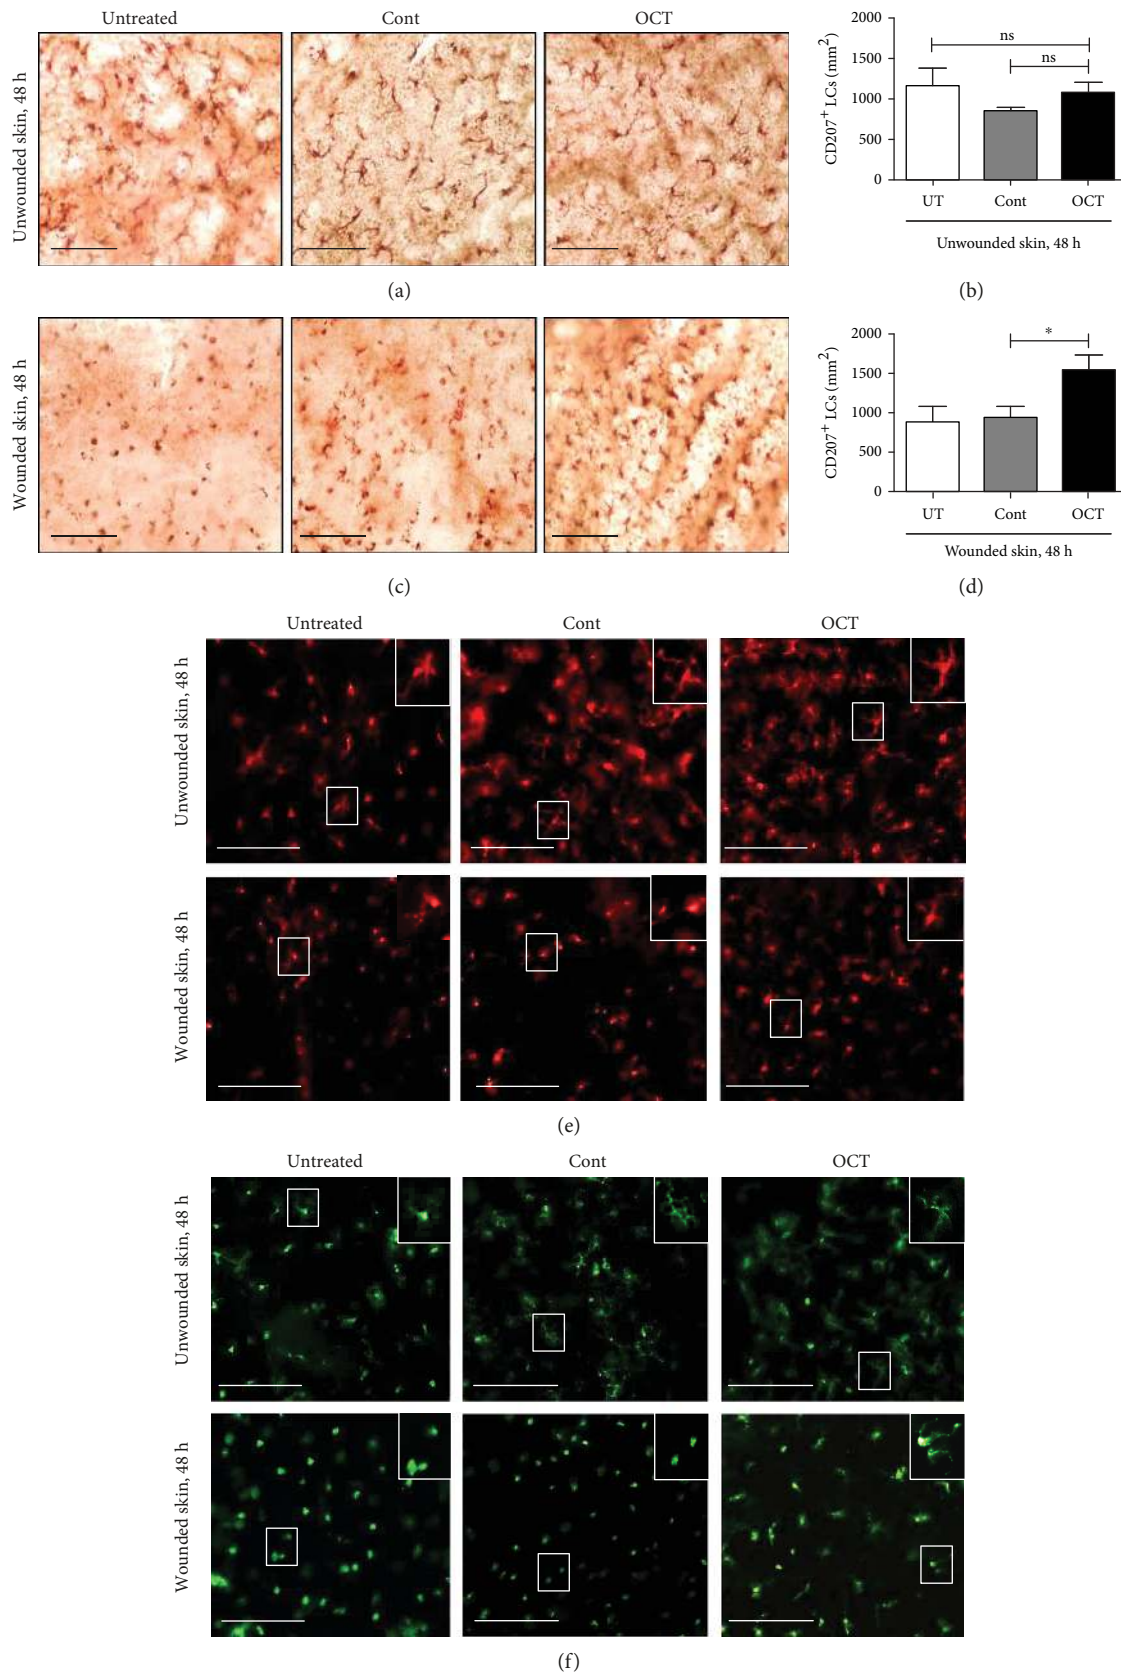 Untreated
Cont
OCT
Unwounded skin, 48 h
(a)
2000
1500
1000
500
0
CD207+ LCs (mm2)
ns
ns
UT
Cont
OCT
Unwounded skin, 48 h
(b)
Wounded skin, 48 h
(c)
2000
1500
1000
500
0
CD207+ LCs (mm2)
*
UT
Cont
OCT
Wounded skin, 48 h
(d)
Untreated
Cont
OCT
Unwounded skin, 48 h
Wounded skin, 48 h
(e)
Untreated
Cont
OCT
Unwounded skin, 48 h
Wounded skin, 48 h
(f)